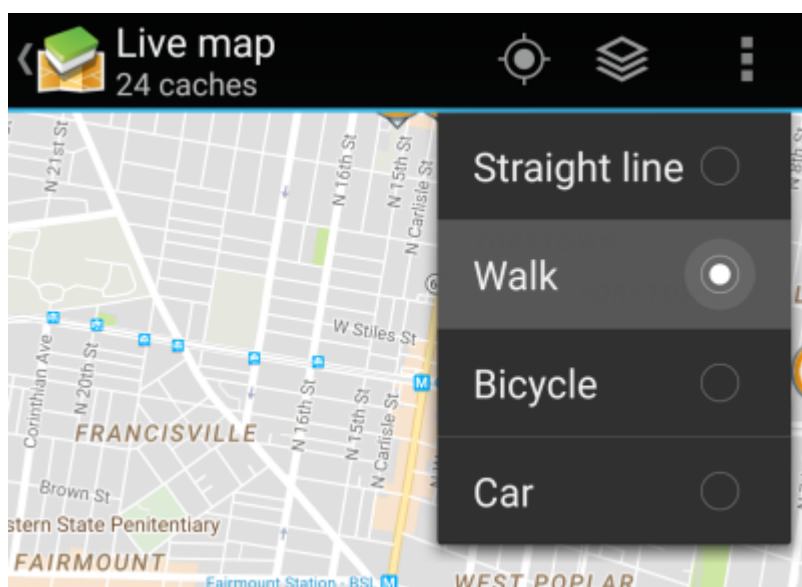 Live map
24 caches
Straight line
Walk
Bicycle
Car
N 21st St
N 16th St
N 15th St
N Carlisle St
W Stiles St
Corinthian Ave
N 20th St
FRANCISVILLE
N 16th St
N 15th St
N Carlisle St
M
Brown St
stern State Penitentiary
FAIRMOUNT
Fairmount Station - BSL
M
WEST POPLAR
N 8th St